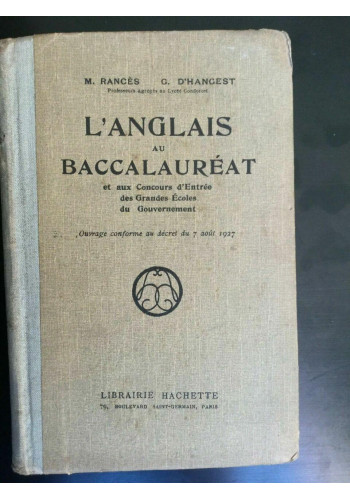 M. RANCÈS G. D'HANGEST
Professeurs agrégés au Lycée Condorcet
L'ANGLAIS
AU
BACCALAURÉAT
et aux Concours d'Entrée
des Grandes Écoles
du Gouvernement
Ouvrage conforme au décret du 7 août 1927
LIBRAIRIE HACHETTE
79, BOULEVARD SAINT-GERMAIN, PARIS